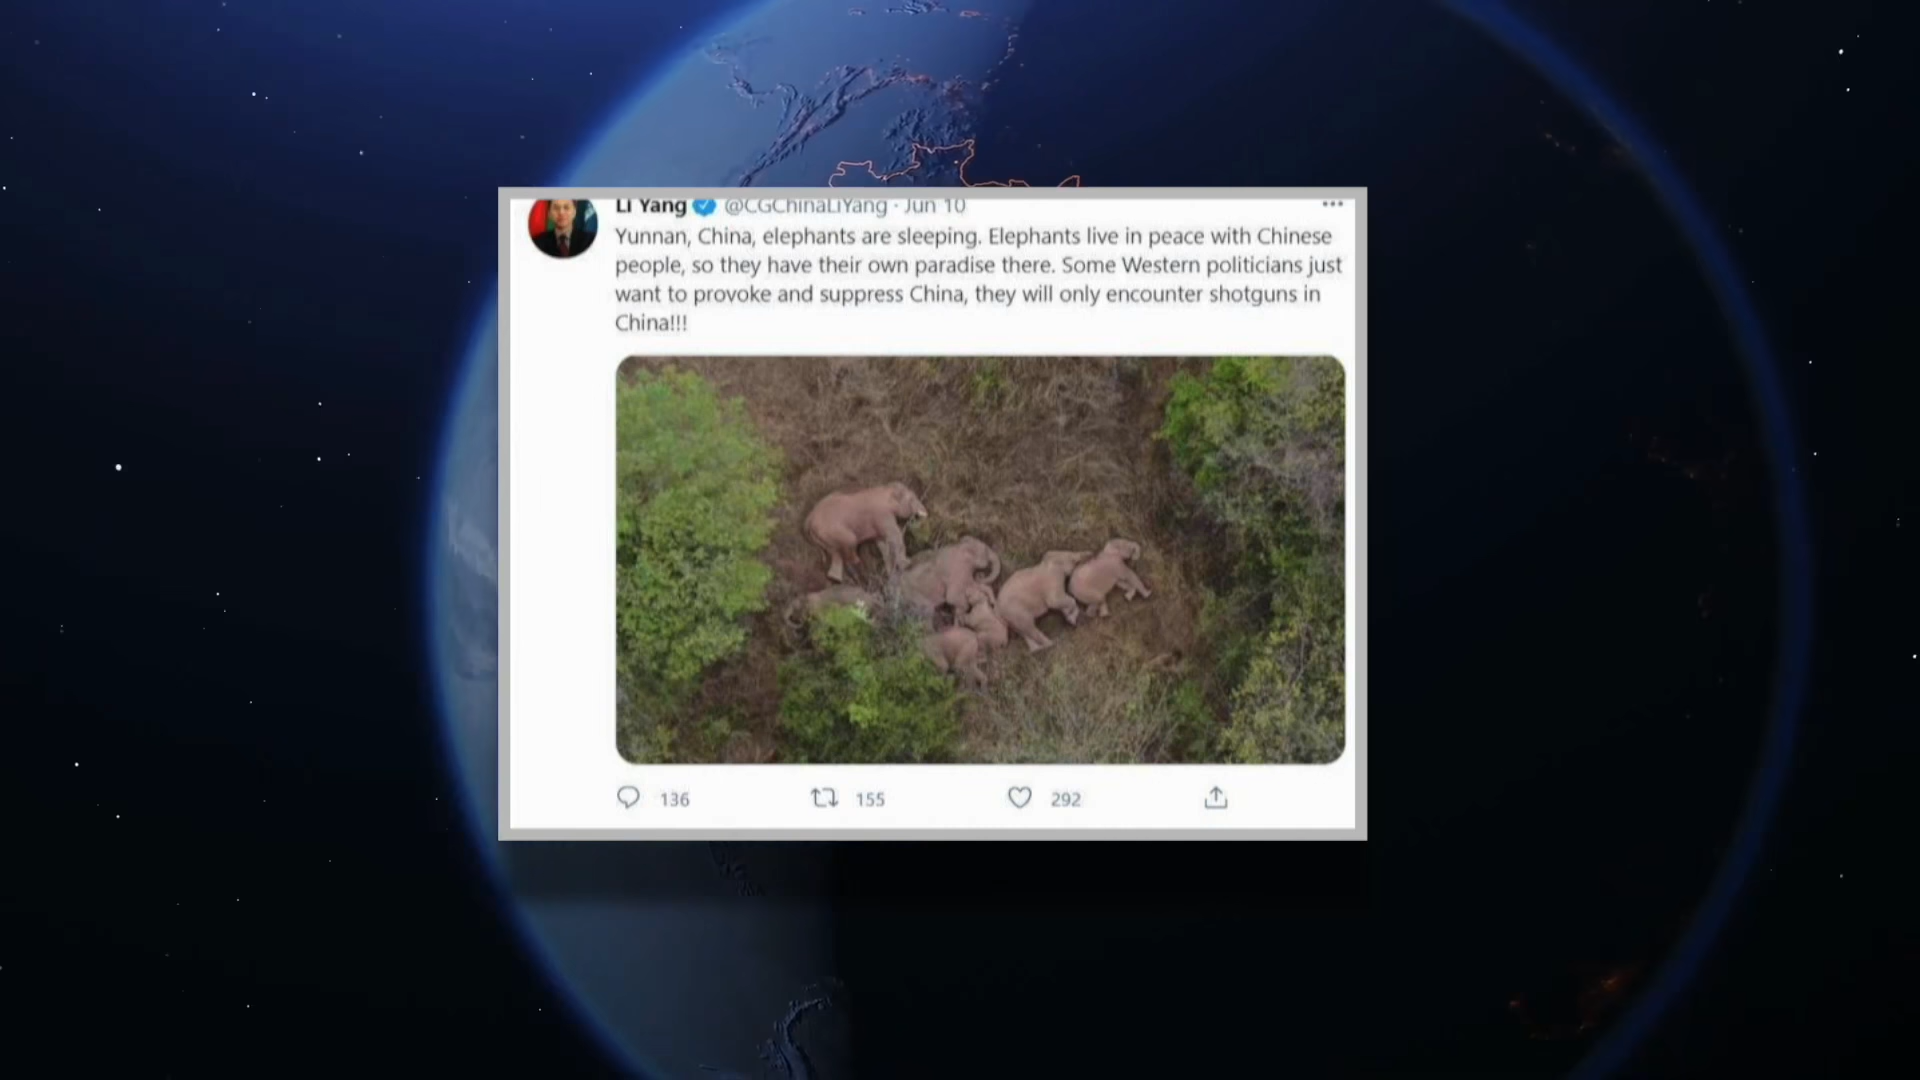 Li Yang @CGChinaLiYang · Jun 10
Yunnan, China, elephants are sleeping. Elephants live in peace with Chinese
people, so they have their own paradise there. Some Western politicians just
want to provoke and suppress China, they will only encounter shotguns in
China!!!
136 155 292